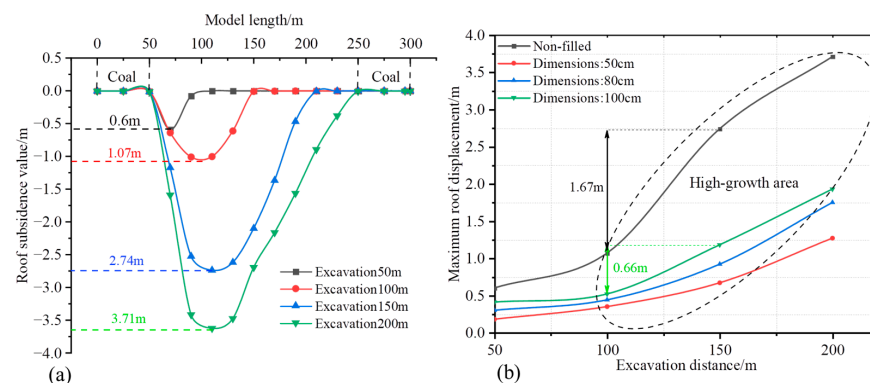 Model length/m
0 50 100 150 200 250 300
0.5
0.0
−0.5
−1.0
−1.5
−2.0
−2.5
−3.0
−3.5
−4.0
Roof subsidence value/m
Coal
Coal
0.6m
1.07m
2.74m
3.71m
Excavation50m
Excavation100m
Excavation150m
Excavation200m
(a)
4.0
3.5
3.0
2.5
2.0
1.5
1.0
0.5
0.0
Maximum roof displacement/m
Non-filled
Dimensions:50cm
Dimensions:80cm
Dimensions:100cm
1.67m
High-growth area
0.66m
50 100 150 200
Excavation distance/m
(b)